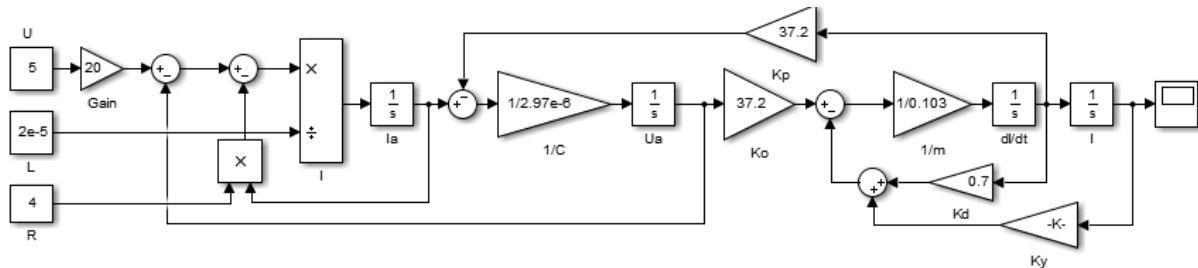 U
5
20
Gain
+
−
+
−
×
÷
I
1
s
Ia
+
−
1/2.97e-6
1/C
1
s
Ua
37.2
Kp
37.2
Ko
+
−
1/0.103
1/m
1
s
dI/dt
1
s
I
2e-5
L
×
4
R
+
+
0.7
Kd
-K-
Ky